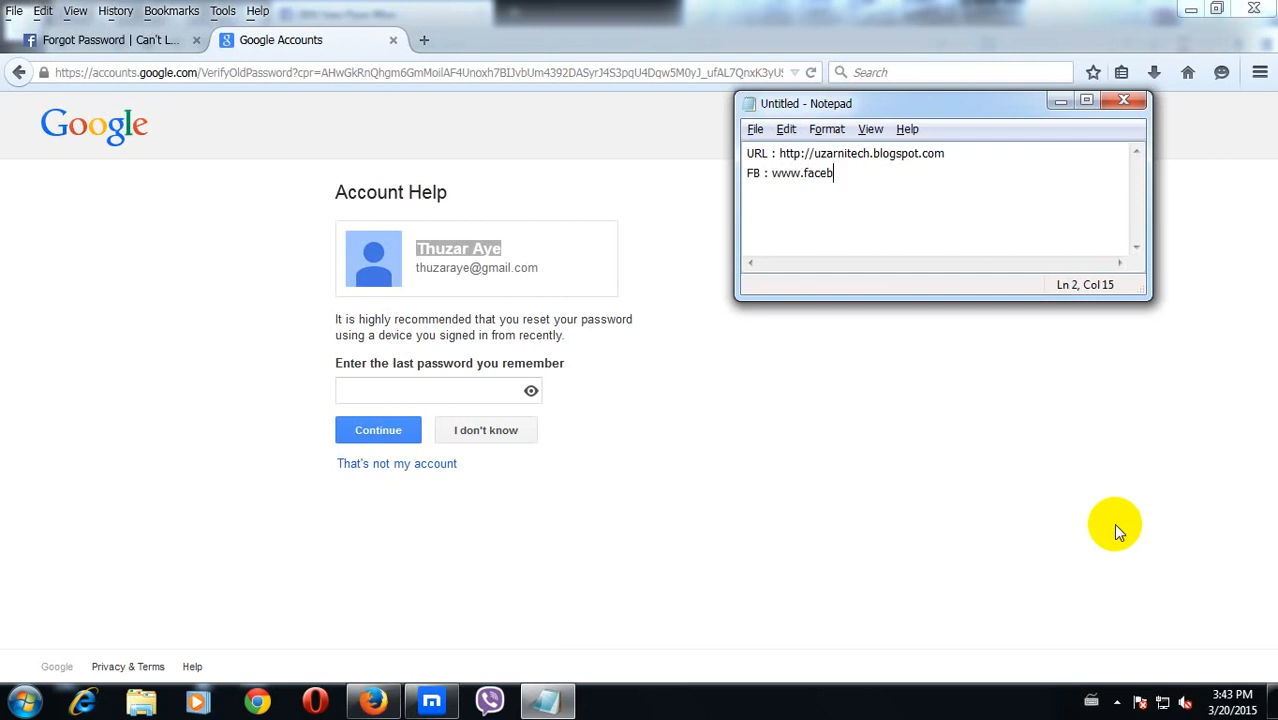 File Edit View History Bookmarks Tools Help
Forgot Password | Can't L...
Google Accounts
https://accounts.google.com/VerifyOldPassword?cpr=
Search
Google
Untitled - Notepad
File Edit Format View Help
URL : http://uzarnitech.blogspot.com
FB : www.faceb
Ln 2, Col 15
Account Help
Thuzar Aye
thuzaraye@gmail.com
It is highly recommended that you reset your password
using a device you signed in from recently.
Enter the last password you remember
Continue
I don't know
That's not my account
Google Privacy & Terms Help
3:43 PM
3/20/2015